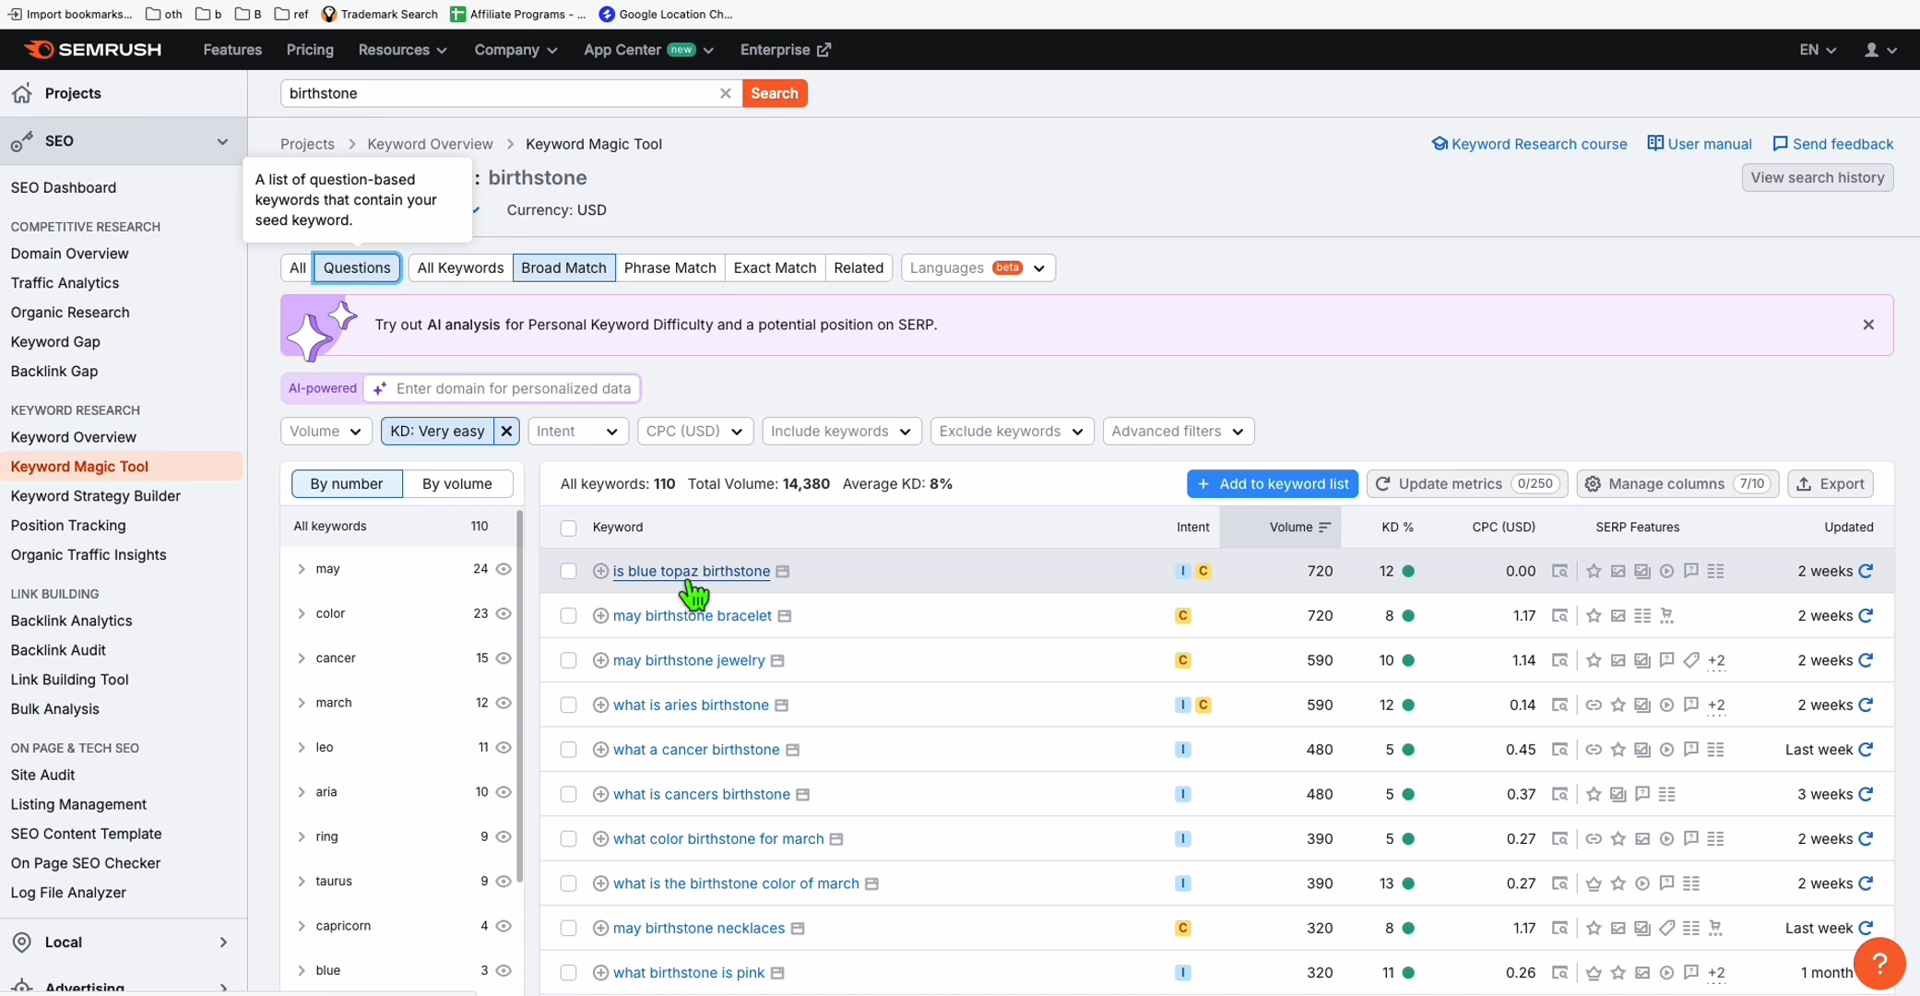 Import bookmarks... oth b B ref Trademark Search Affiliate Programs - ... Google Location Ch...
SEMRUSH Features Pricing Resources Company App Center new Enterprise EN
Projects
birthstone Search
SEO
Projects > Keyword Overview > Keyword Magic Tool
Keyword Research course User manual Send feedback
A list of question-based
keywords that contain your
seed keyword.
: birthstone
View search history
Currency: USD
SEO Dashboard
COMPETITIVE RESEARCH
Domain Overview
Traffic Analytics
Organic Research
Keyword Gap
Backlink Gap
KEYWORD RESEARCH
Keyword Overview
Keyword Magic Tool
Keyword Strategy Builder
Position Tracking
Organic Traffic Insights
LINK BUILDING
Backlink Analytics
Backlink Audit
Link Building Tool
Bulk Analysis
ON PAGE & TECH SEO
Site Audit
Listing Management
SEO Content Template
On Page SEO Checker
Log File Analyzer
Local
Advertising
All Questions All Keywords Broad Match Phrase Match Exact Match Related Languages beta
Try out AI analysis for Personal Keyword Difficulty and a potential position on SERP.
AI-powered Enter domain for personalized data
Volume KD: Very easy Intent CPC (USD) Include keywords Exclude keywords Advanced filters
By number By volume
All keywords 110
may 24
color 23
cancer 15
march 12
leo 11
aria 10
ring 9
taurus 9
capricorn 4
blue 3
All keywords: 110 Total Volume: 14,380 Average KD: 8%
+ Add to keyword list Update metrics 0/250 Manage columns 7/10 Export
Keyword Intent Volume KD % CPC (USD) SERP Features Updated
is blue topaz birthstone I C 720 12 0.00 2 weeks
may birthstone bracelet C 720 8 1.17 2 weeks
may birthstone jewelry C 590 10 1.14 +2 2 weeks
what is aries birthstone I C 590 12 0.14 +2 2 weeks
what a cancer birthstone I 480 5 0.45 Last week
what is cancers birthstone I 480 5 0.37 3 weeks
what color birthstone for march I 390 5 0.27 2 weeks
what is the birthstone color of march I 390 13 0.27 2 weeks
may birthstone necklaces C 320 8 1.17 Last week
what birthstone is pink I 320 11 0.26 +2 1 month
?